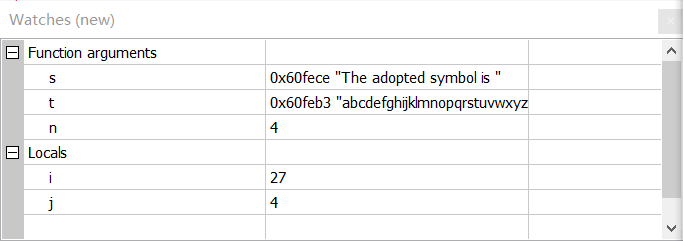 Watches (new)
Function arguments
s 0x60fece "The adopted symbol is "
t 0x60feb3 "abcdefghijklmnopqrstuvwxyz
n 4
Locals
i 27
j 4